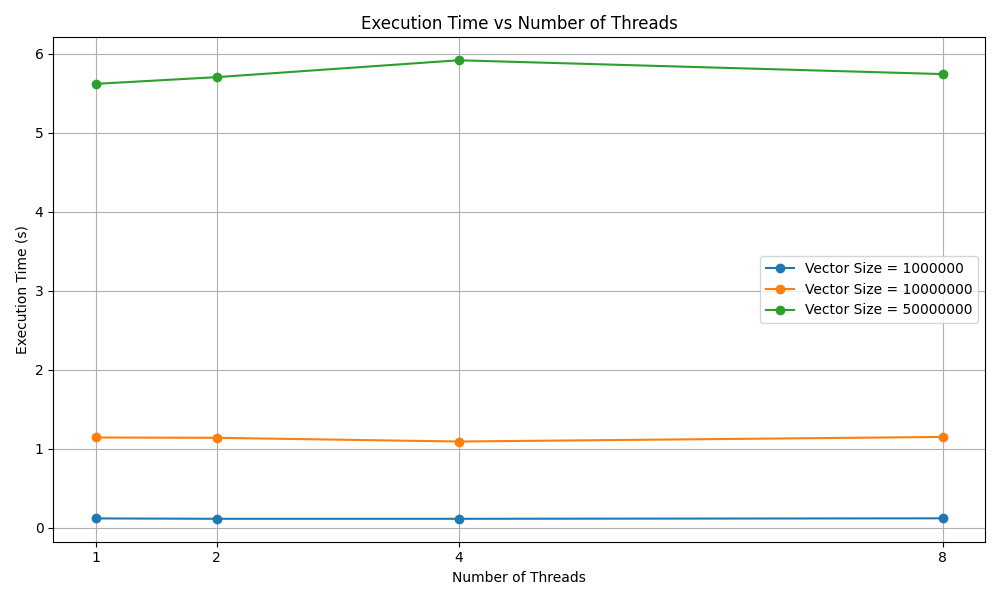 Execution Time vs Number of Threads
Execution Time (s)
6
5
4
3
2
1
0
Vector Size = 1000000
Vector Size = 10000000
Vector Size = 50000000
1 2 4 8
Number of Threads